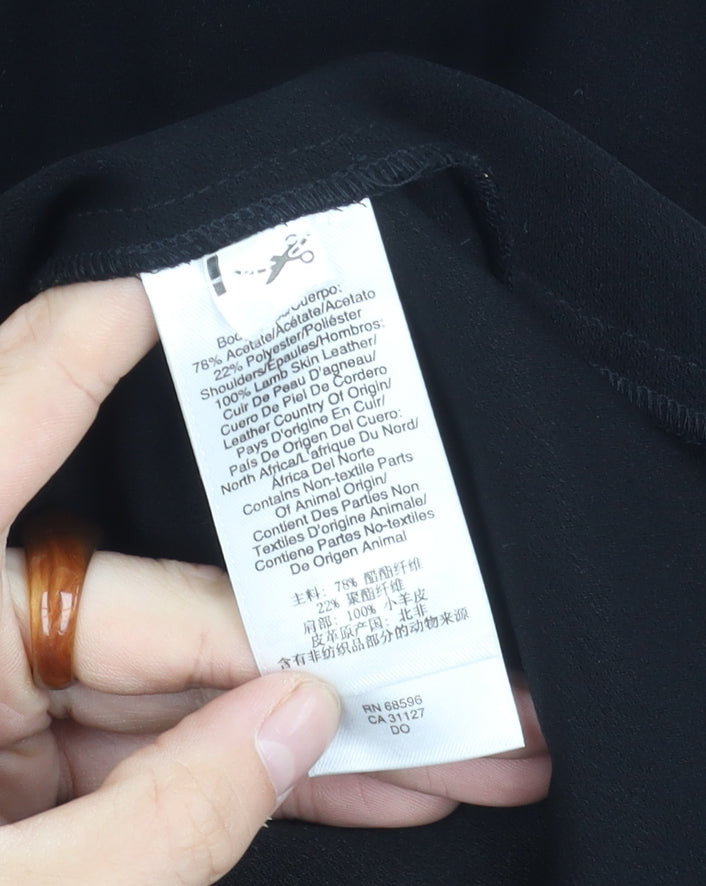 78% Acetate/Acétate/Acetato
22% Polyester/Poliéster
Shoulders/Épaules/Hombros:
100% Lamb Skin Leather/
Cuir De Peau D'agneau/
Cuero De Piel De Cordero
Leather Country Of Origin/
Pays D'origine En Cuir/
País De Origen Del Cuero:
North Africa/L'afrique Du Nord/
África Del Norte
Contains Non-textile Parts
Of Animal Origin/
Contient Des Parties Non
Textiles D'origine Animale/
Contiene Partes No-textiles
De Origen Animal
主料: 78% 醋酯纤维
22% 聚酯纤维
肩部: 100% 小羊皮
皮革原产国: 北非
含有非纺织品部分的动物来源
RN 68596
CA 31127
DO